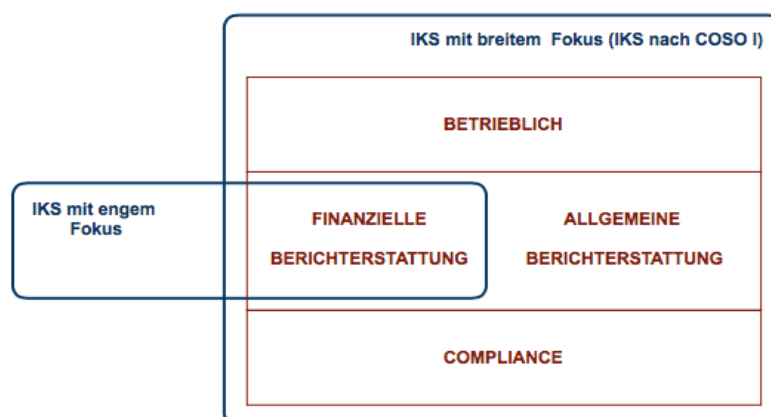 IKS mit breitem Fokus (IKS nach COSO I)
BETRIEBLICH
IKS mit engem
Fokus
FINANZIELLE
BERICHTERSTATTUNG
ALLGEMEINE
BERICHTERSTATTUNG
COMPLIANCE